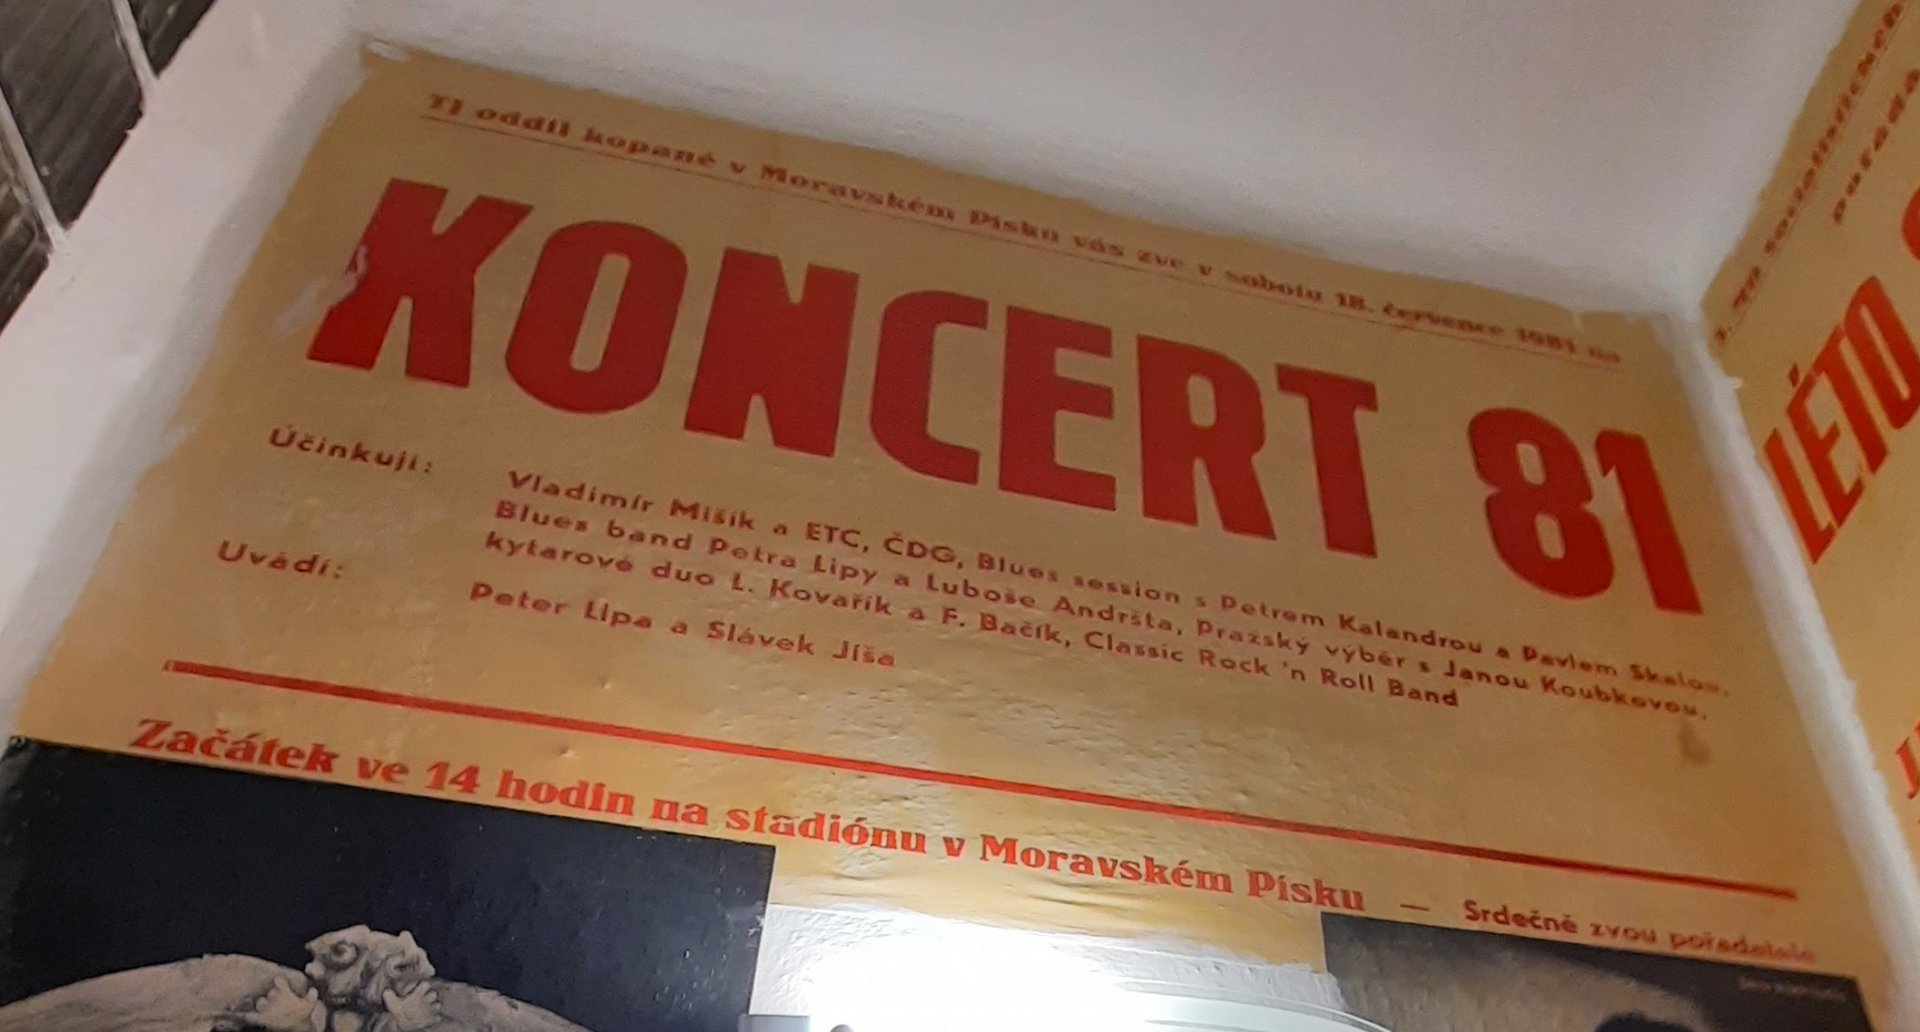 TJ oddíl kopané v Moravském Písku vás zve v sobotu 18. července 1981 na
KONCERT 81
Účinkují:
Vladimír Mišík a ETC, ČDG, Blues session s Petrem Kalandrou a Pavlem Skalou,
Blues band Petra Lipy a Luboše Andršta, Pražský výběr s Janou Koubkovou,
kytarové duo L. Kovařík a F. Bačík, Classic Rock 'n Roll Band
Uvádí:
Peter Lipa a Slávek Jíša
Začátek ve 14 hodin na stadiónu v Moravském Písku — Srdečně zvou pořadatelé
LÉTO